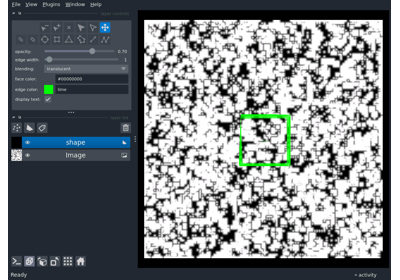 File View Plugins Window Help
opacity: 0.70
edge width: 1
blending: translucent
face color: #00000000
edge color: lime
display text: ✓
shape
Image
Ready
activity